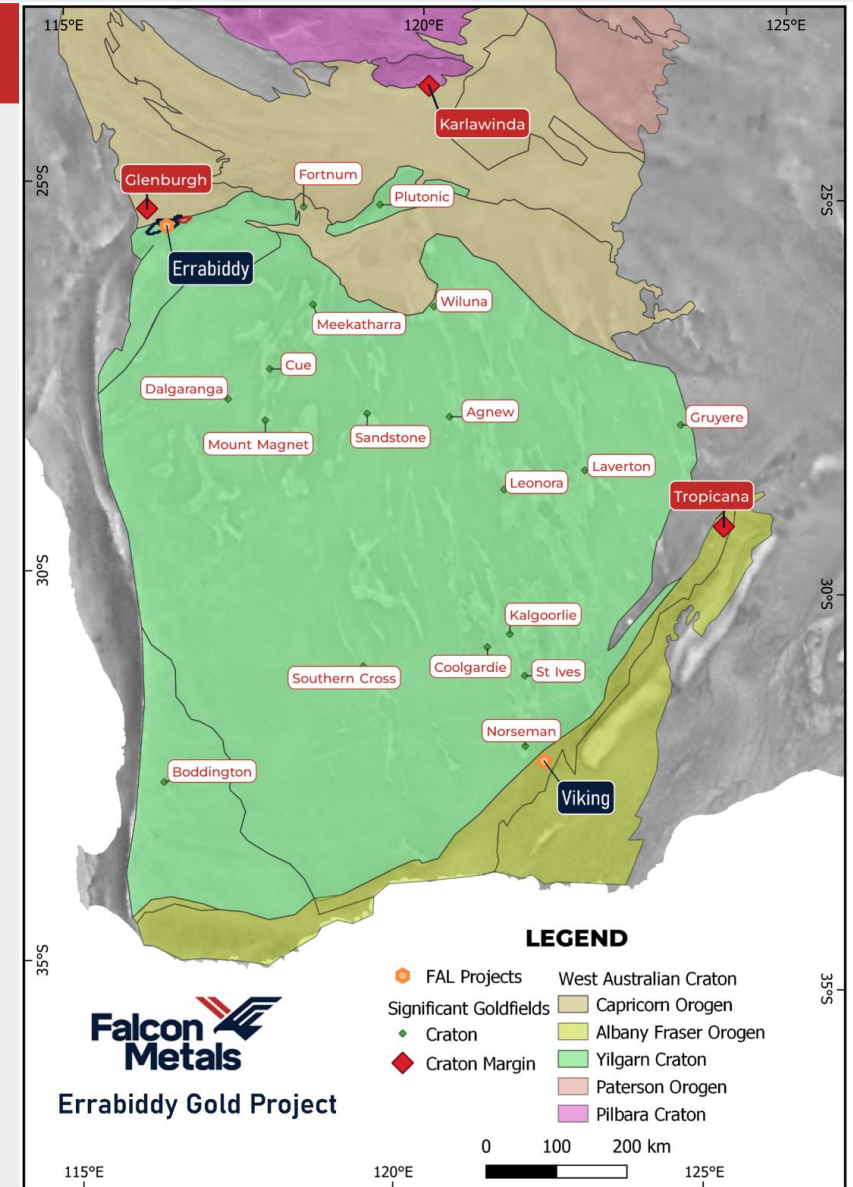 115°E
120°E
125°E
Karlawinda
25°S
25°S
Glenburgh
Fortnum
Plutonic
Errabiddy
Wiluna
Meekatharra
Cue
Dalgaranga
Agnew
Gruyere
Mount Magnet
Sandstone
Laverton
Leonora
Tropicana
30°S
30°S
Kalgoorlie
Coolgardie
St Ives
Southern Cross
Norseman
Boddington
Viking
35°S
35°S
LEGEND
FAL Projects
Significant Goldfields
Craton
Craton Margin
West Australian Craton
Capricorn Orogen
Albany Fraser Orogen
Yilgarn Craton
Paterson Orogen
Pilbara Craton
Falcon
Metals
Errabiddy Gold Project
0 100 200 km
115°E
120°E
125°E